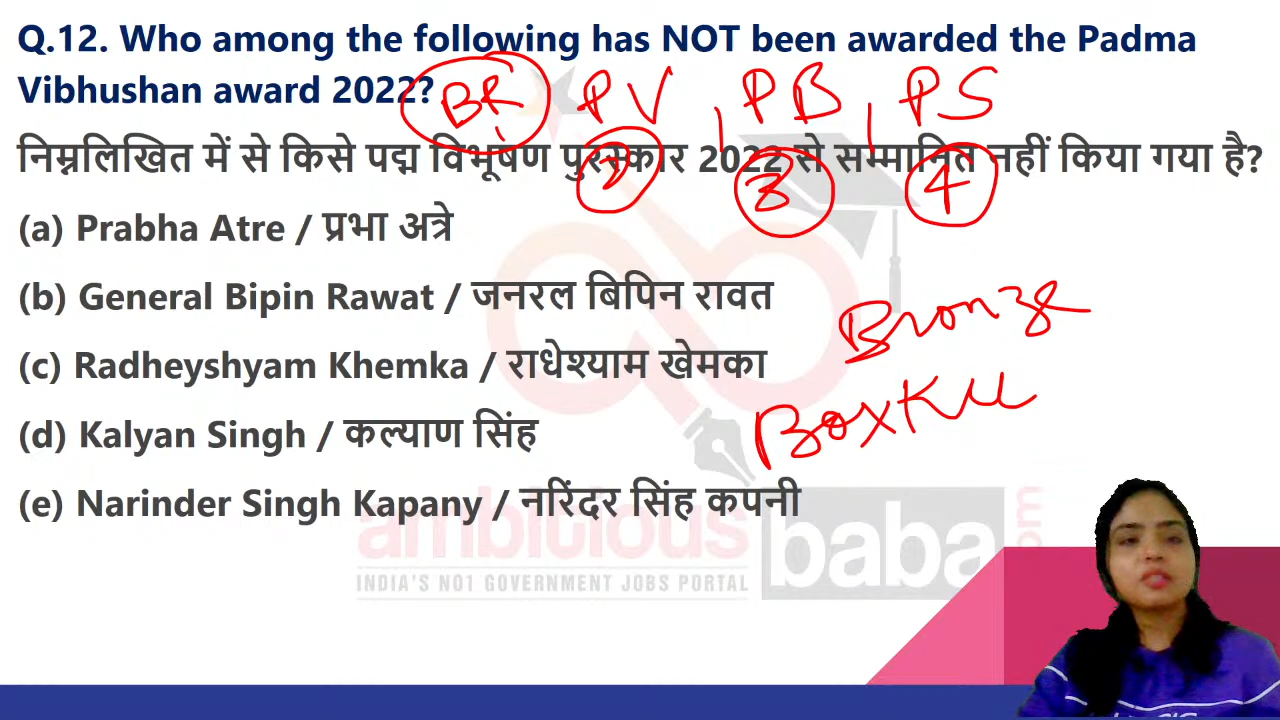 Q.12. Who among the following has NOT been awarded the Padma
Vibhushan award 2022?
BR PV , PB , PS
निम्नलिखित में से किसे पद्म विभूषण पुरस्कार 2022 से सम्मानित नहीं किया गया है?
2 3 4
(a) Prabha Atre / प्रभा अत्रे
(b) General Bipin Rawat / जनरल बिपिन रावत
Bronze
(c) Radheyshyam Khemka / राधेश्याम खेमका
(d) Kalyan Singh / कल्याण सिंह
(e) Narinder Singh Kapany / नरिंदर सिंह कपनी
ambitious baba .com
INDIA'S NO1 GOVERNMENT JOBS PORTAL